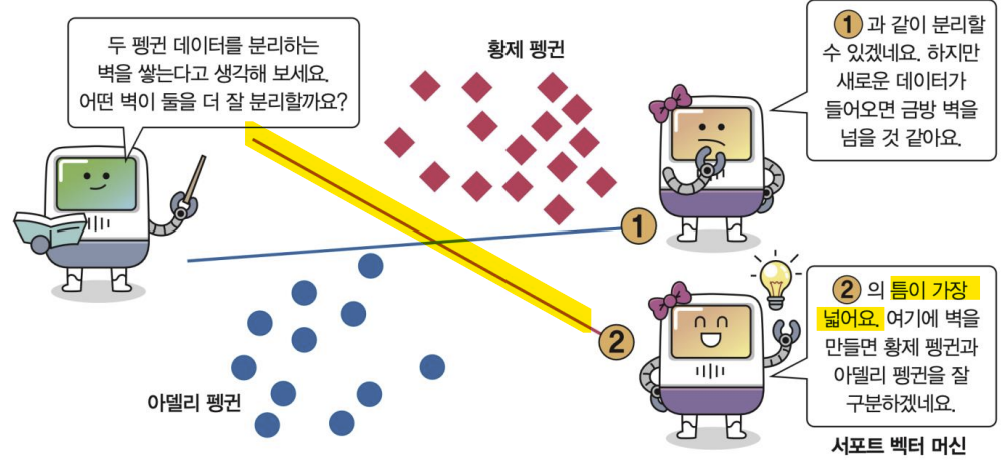 두 펭귄 데이터를 분리하는
벽을 쌓는다고 생각해 보세요.
어떤 벽이 둘을 더 잘 분리할까요?
황제 펭귄
1 과 같이 분리할
수 있겠네요. 하지만
새로운 데이터가
들어오면 금방 벽을
넘을 것 같아요.
1
2
아델리 펭귄
2 의 틈이 가장
넓어요. 여기에 벽을
만들면 황제 펭귄과
아델리 펭귄을 잘
구분하겠네요.
서포트 벡터 머신